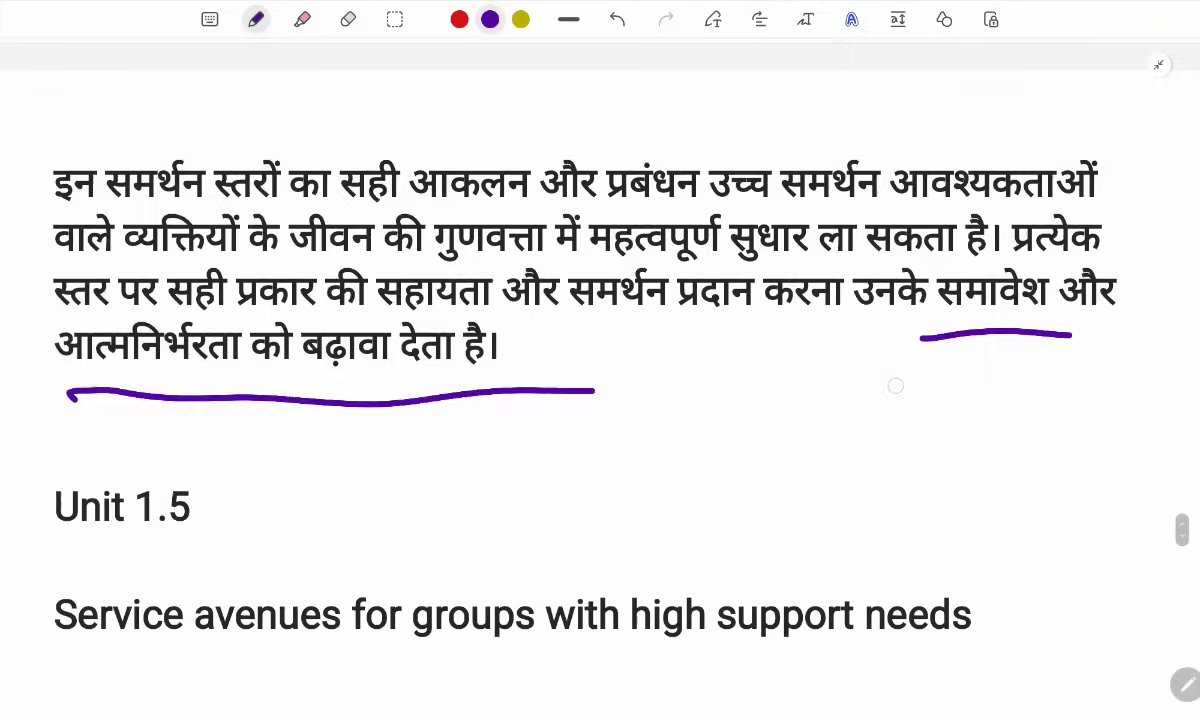 इन समर्थन स्तरों का सही आकलन और प्रबंधन उच्च समर्थन आवश्यकताओं
वाले व्यक्तियों के जीवन की गुणवत्ता में महत्वपूर्ण सुधार ला सकता है। प्रत्येक
स्तर पर सही प्रकार की सहायता और समर्थन प्रदान करना उनके समावेश और
आत्मनिर्भरता को बढ़ावा देता है।
Unit 1.5
Service avenues for groups with high support needs